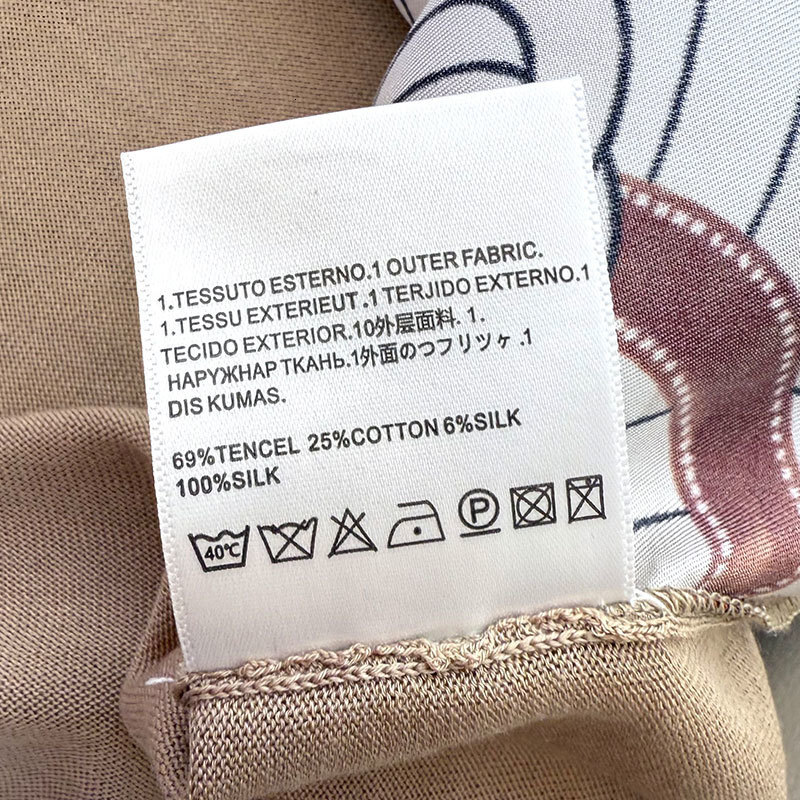 1.TESSUTO ESTERNO.1 OUTER FABRIC.
1.TESSU EXTERIEUT .1 TERJIDO EXTERNO.1
TECIDO EXTERIOR.10外层面料. 1.
НАРУЖНАР ТКАНЬ.1外面のつフリツヶ .1
DIS KUMAS.
69%TENCEL 25%COTTON 6%SILK
100%SILK
40℃ P